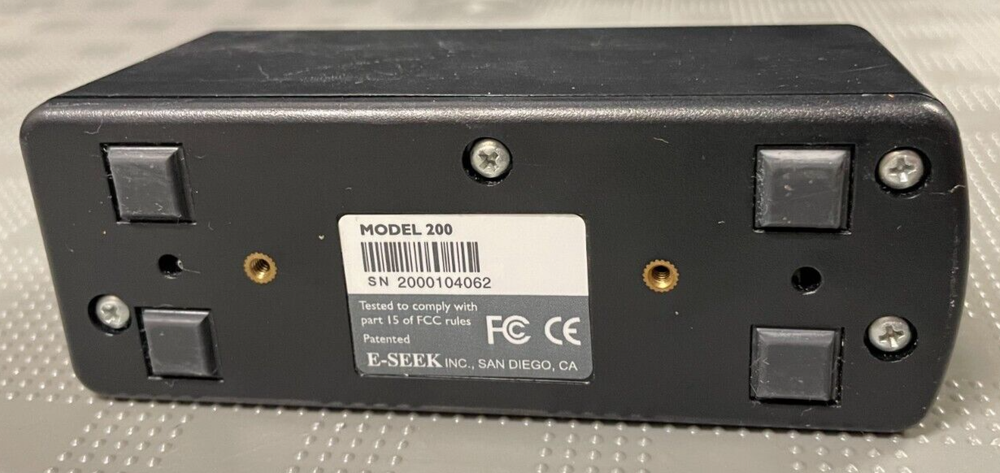 MODEL 200
SN 2000104062
Tested to comply with
part 15 of FCC rules
Patented
FC CE
E-SEEK INC., SAN DIEGO, CA